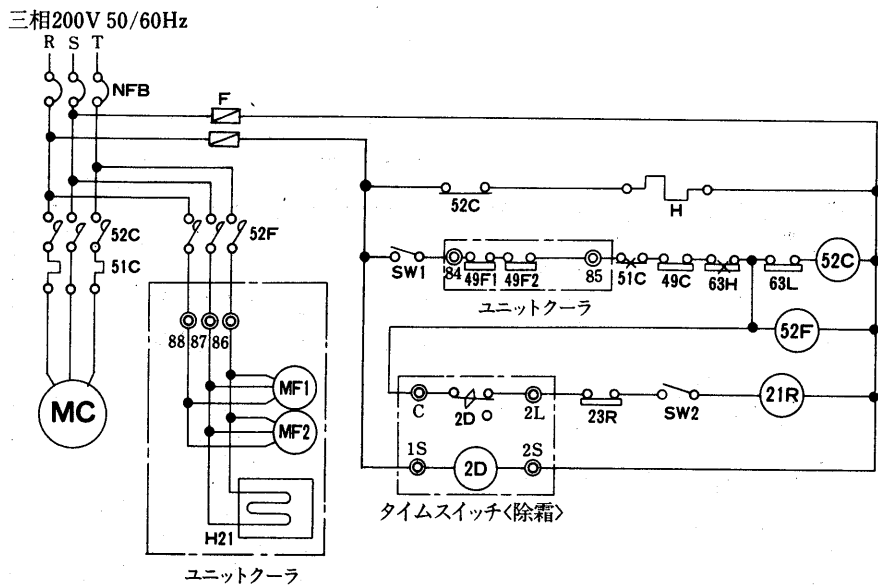 三相200V 50/60Hz
R S T
NFB
F
52C
H
52C
52F
51C
SW1
84
49F1
49F2
85
51C
49C
63H
63L
52C
ユニットクーラ
52F
88 87 86
MF1
MC
MF2
C
2D
2L
23R
SW2
21R
1S
2D
2S
タイムスイッチ<除霜>
H21
ユニットクーラ